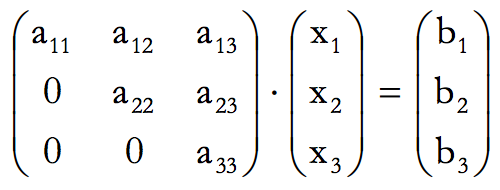 a₁₁ a₁₂ a₁₃ x₁ b₁
0 a₂₂ a₂₃ · x₂ = b₂
0 0 a₃₃ x₃ b₃